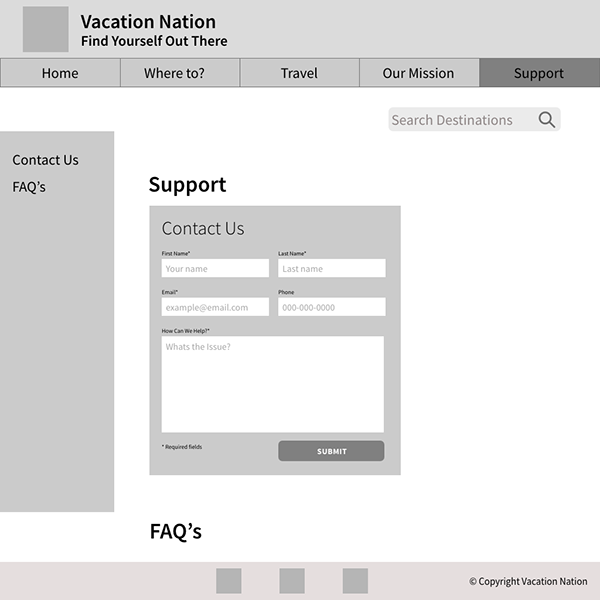 Vacation Nation
Find Yourself Out There
Home
Where to?
Travel
Our Mission
Support
Search Destinations
Contact Us
FAQ’s
Support
Contact Us
First Name*
Last Name*
Your name
Last name
Email*
Phone
example@email.com
000-000-0000
How Can We Help?*
Whats the Issue?
* Required fields
SUBMIT
FAQ’s
© Copyright Vacation Nation